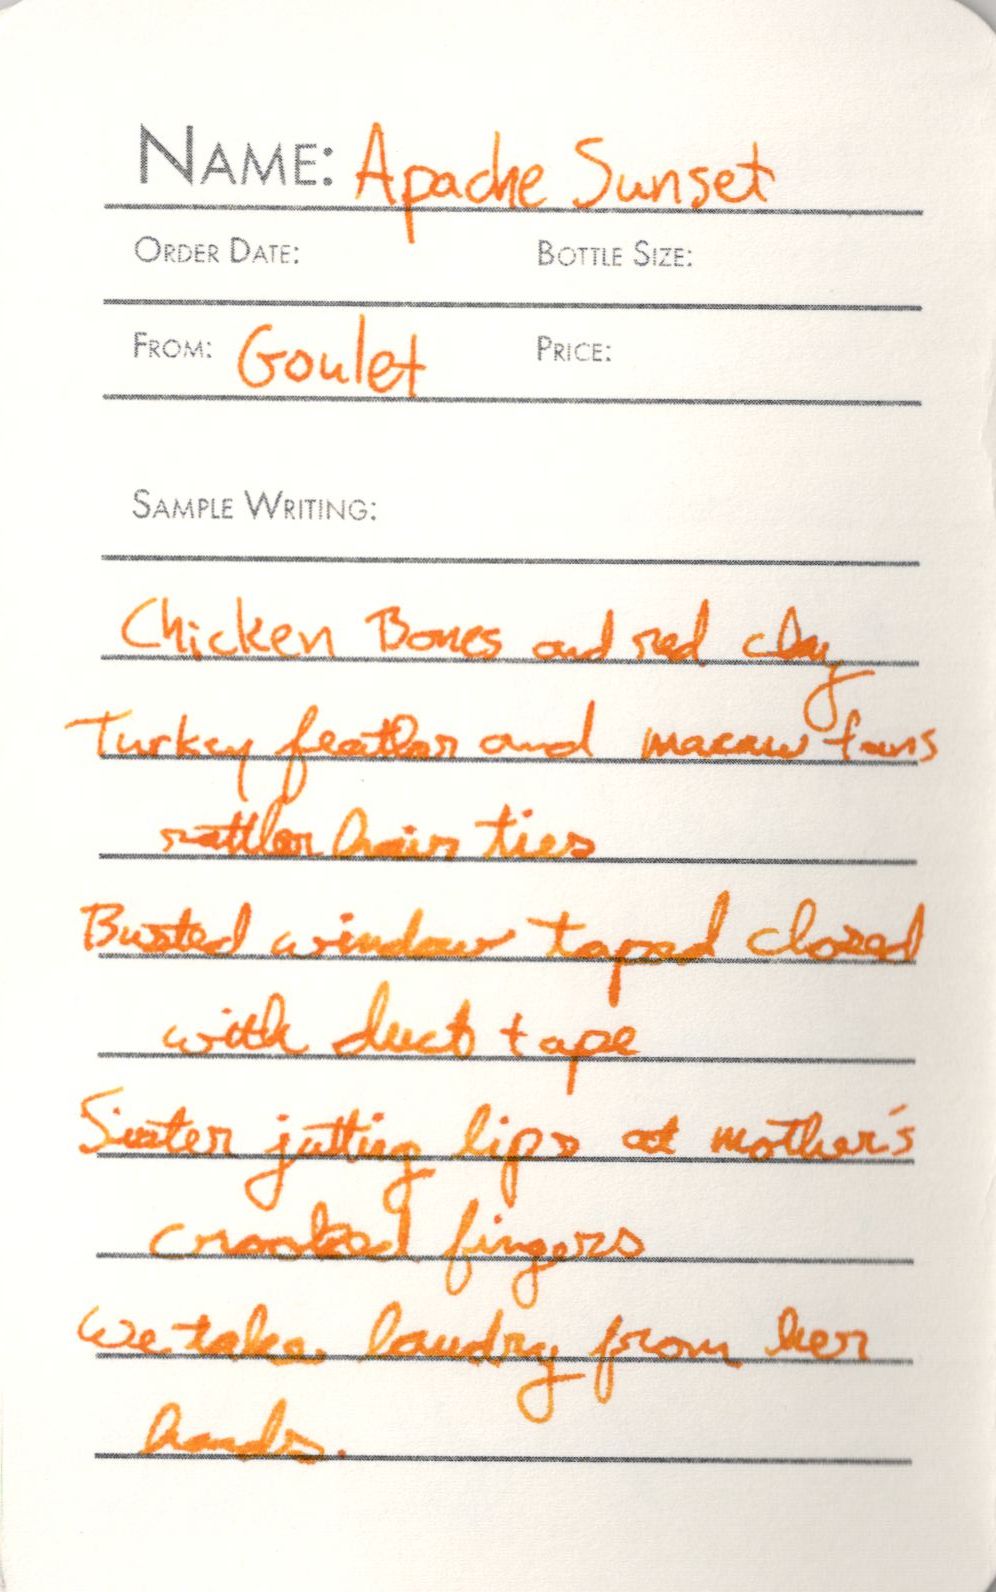 NAME: Apache Sunset
ORDER DATE: BOTTLE SIZE:
FROM: Goulet PRICE:
SAMPLE WRITING:
Chicken Bones and red clay
Turkey feather and macaw fans
rattler hair ties
Busted window taped closed
with duct tape
Sister jutting lips at mother's
crooked fingers
We take laundry from her
hands.